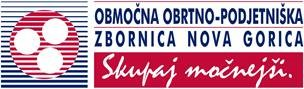 OBMOČNA OBRTNO-PODJETNIŠKA
ZBORNICA NOVA GORICA
Skupaj močnejši.